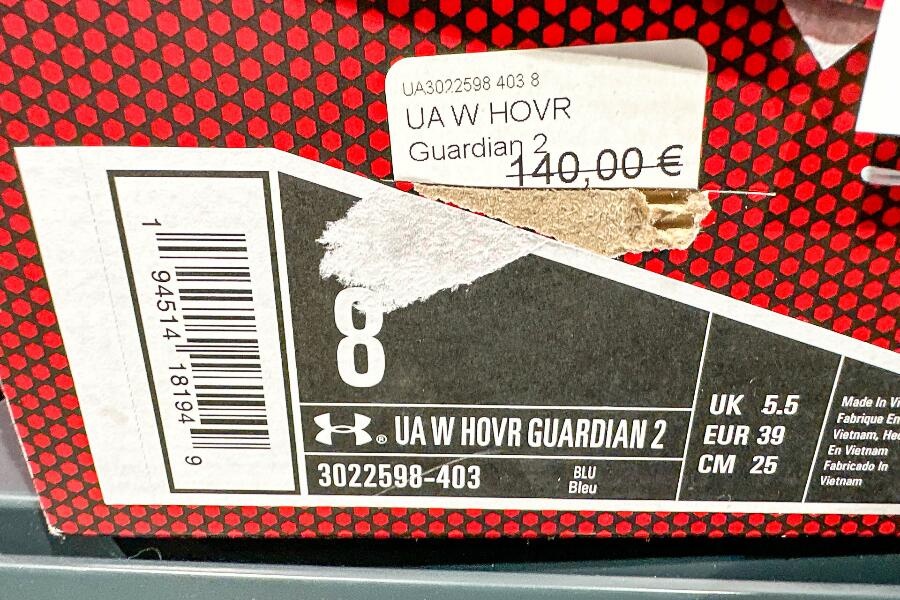 UA3022598 403 8
UA W HOVR
Guardian 2
140,00 €
1 94514 18194 9
8
® UA W HOVR GUARDIAN 2
3022598-403
BLU
Bleu
UK 5.5
EUR 39
CM 25
Made In
Fabrique En
Vietnam,
En Vietnam
Fabricado In
Vietnam